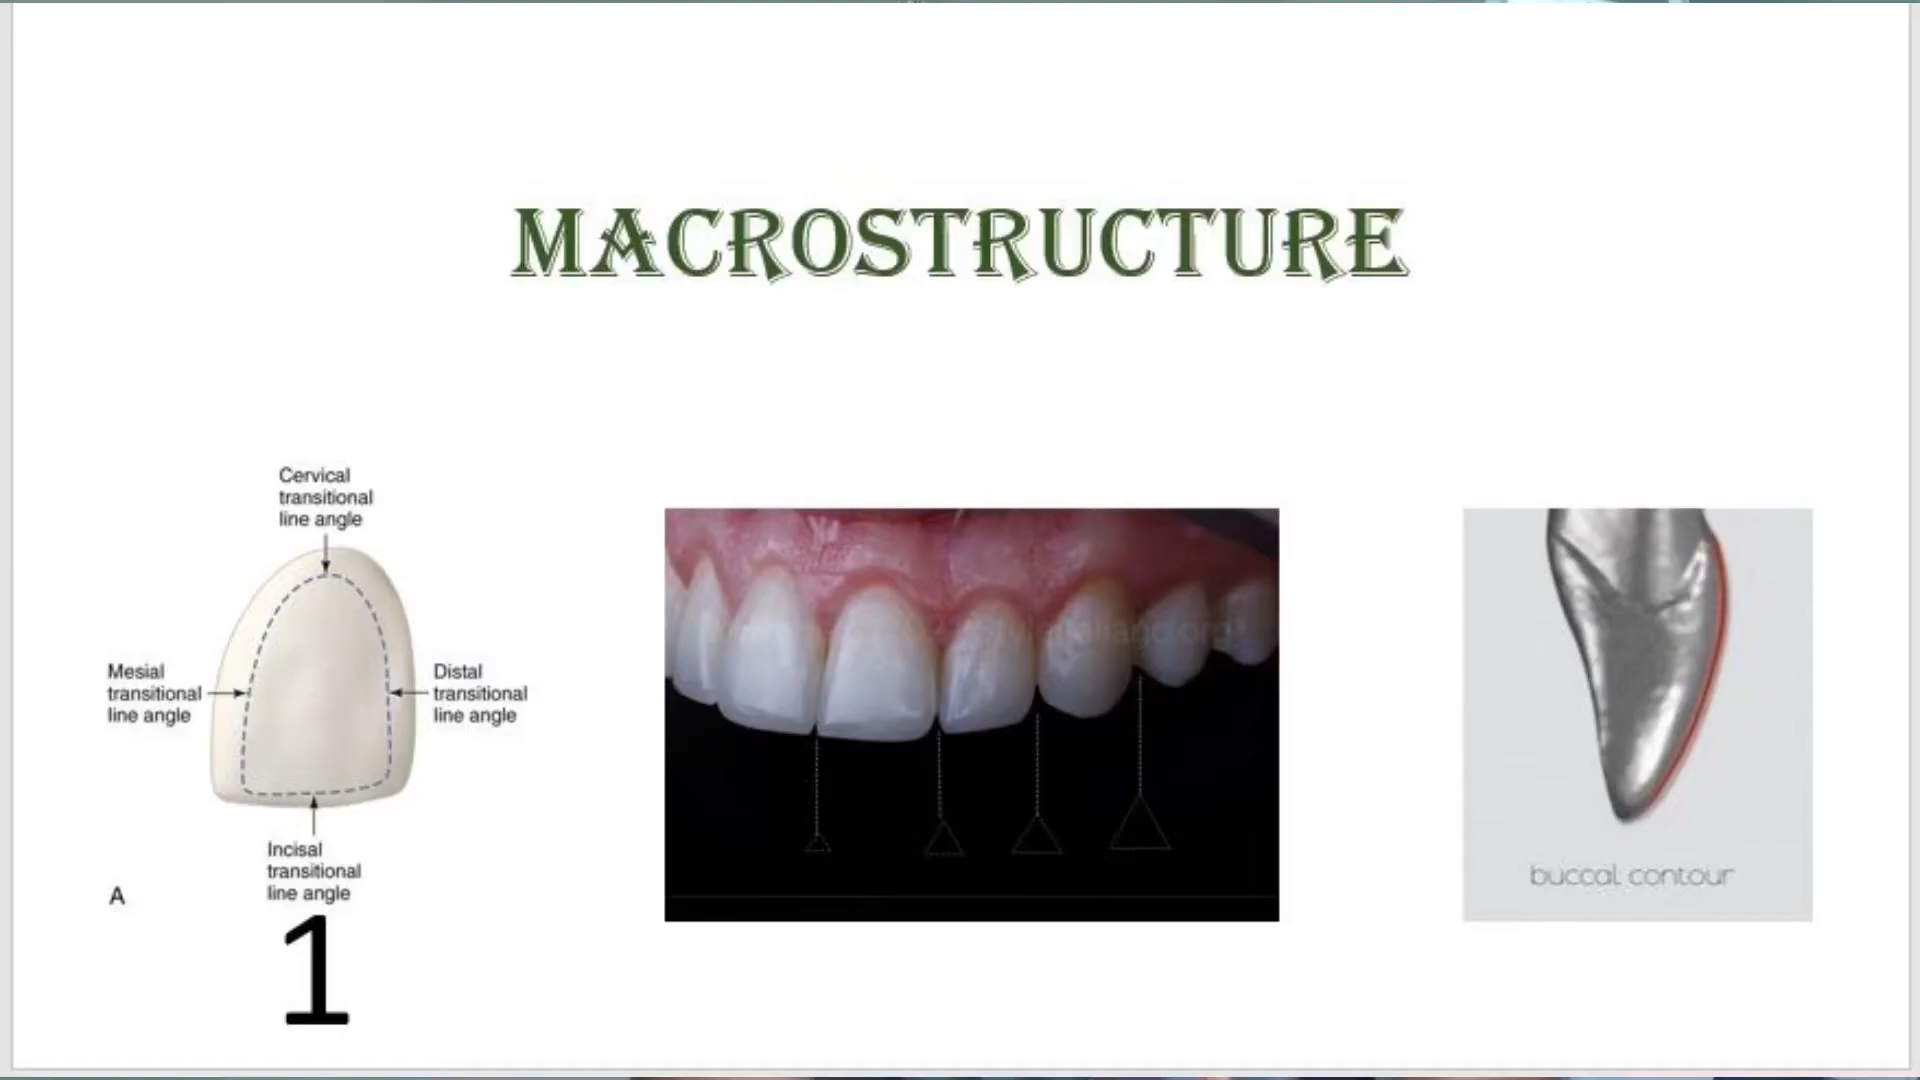 MACROSTRUCTURE
Cervical
transitional
line angle
Mesial
transitional
line angle
Distal
transitional
line angle
Incisal
transitional
line angle
A
1
buccal contour